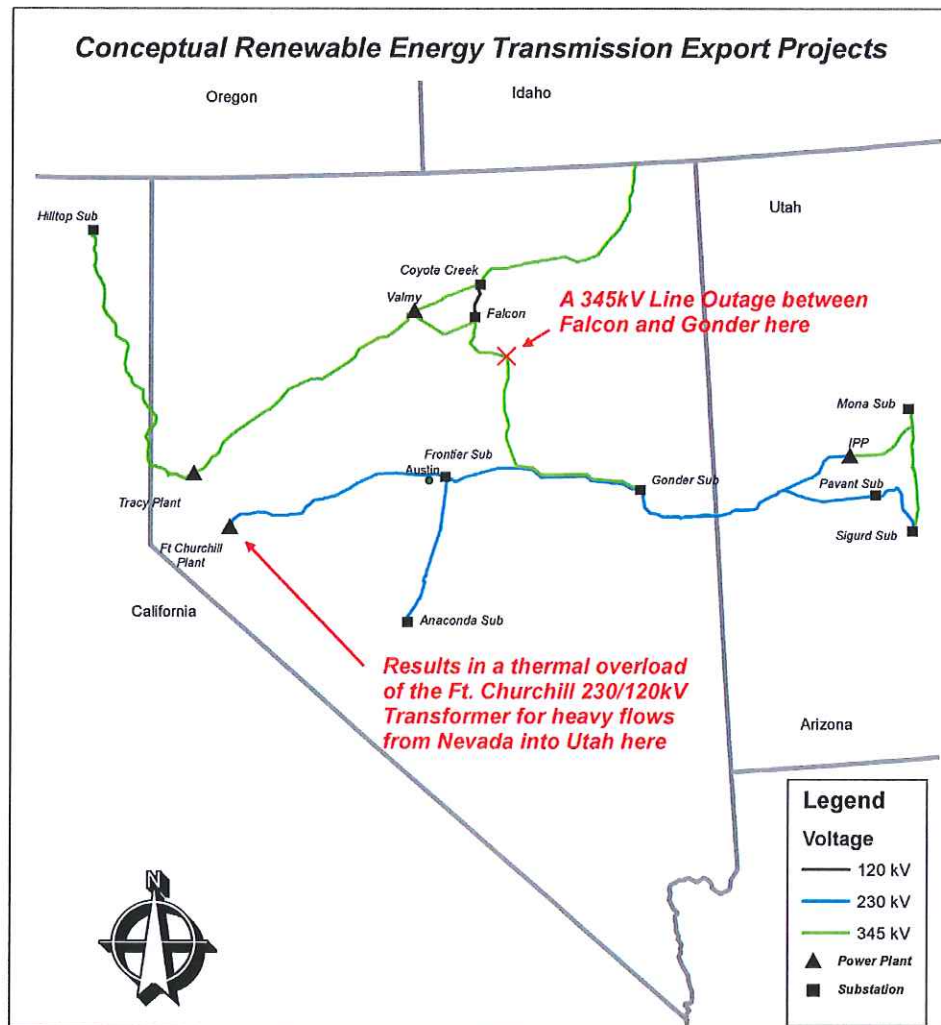 Conceptual Renewable Energy Transmission Export Projects
Oregon
Idaho
Utah
Hilltop Sub
Coyote Creek
Valmy
Falcon
A 345kV Line Outage between
Falcon and Gonder here
Mona Sub
IPP
Frontier Sub
Austin
Gonder Sub
Pavant Sub
Tracy Plant
Sigurd Sub
Ft Churchill
Plant
California
Anaconda Sub
Results in a thermal overload
of the Ft. Churchill 230/120kV
Transformer for heavy flows
from Nevada into Utah here
Arizona
Legend
Voltage
120 kV
230 kV
345 kV
Power Plant
Substation
N